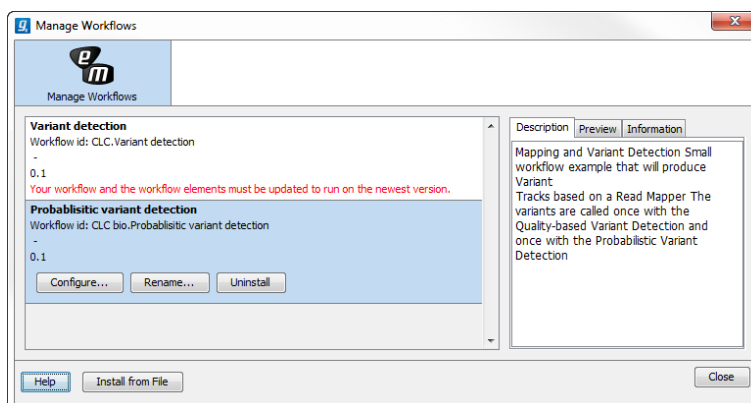 Manage Workflows
em
Manage Workflows
Variant detection
Workflow id: CLC.Variant detection
-
0.1
Your workflow and the workflow elements must be updated to run on the newest version.
Probablisitic variant detection
Workflow id: CLC bio.Probablisitic variant detection
-
0.1
Configure... Rename... Uninstall
Description Preview Information
Mapping and Variant Detection Small
workflow example that will produce
Variant
Tracks based on a Read Mapper The
variants are called once with the
Quality-based Variant Detection and
once with the Probabilistic Variant
Detection
Help Install from File Close